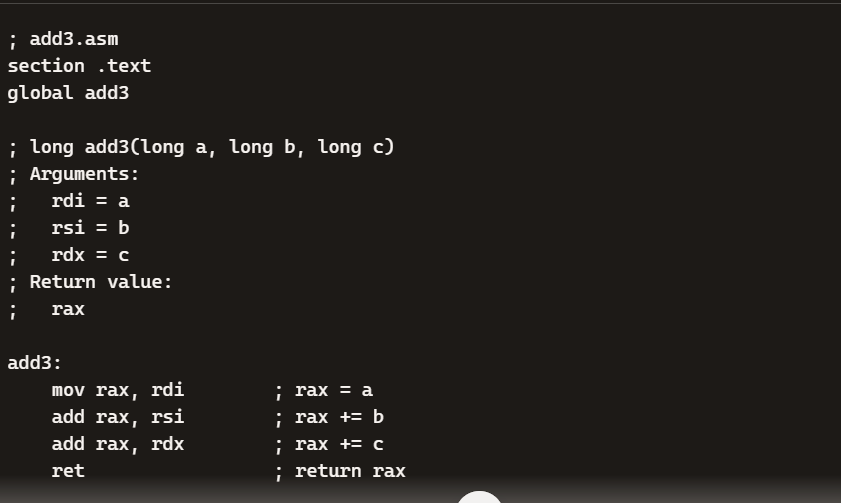 ; add3.asm
section .text
global add3

; long add3(long a, long b, long c)
; Arguments:
;   rdi = a
;   rsi = b
;   rdx = c
; Return value:
;   rax

add3:
    mov rax, rdi        ; rax = a
    add rax, rsi        ; rax += b
    add rax, rdx        ; rax += c
    ret                 ; return rax